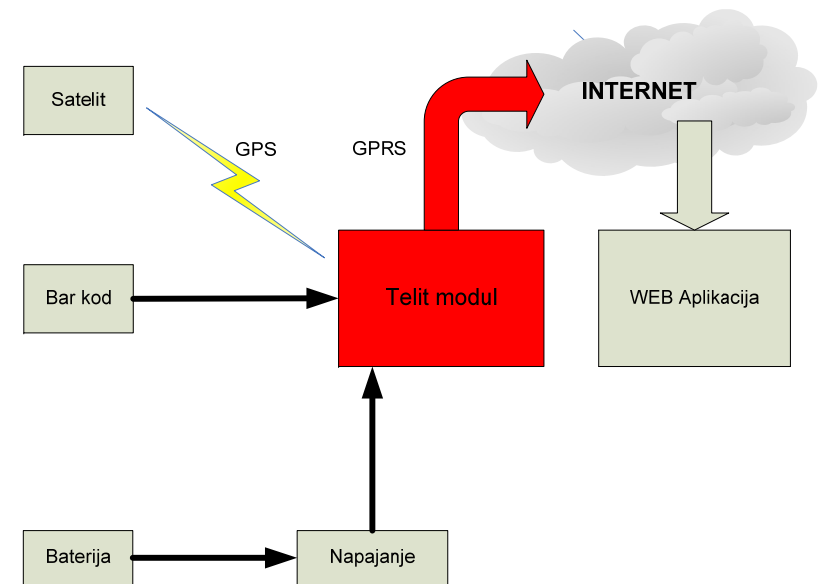 Satelit
GPS
GPRS
INTERNET
Bar kod
Telit modul
WEB Aplikacija
Baterija
Napajanje